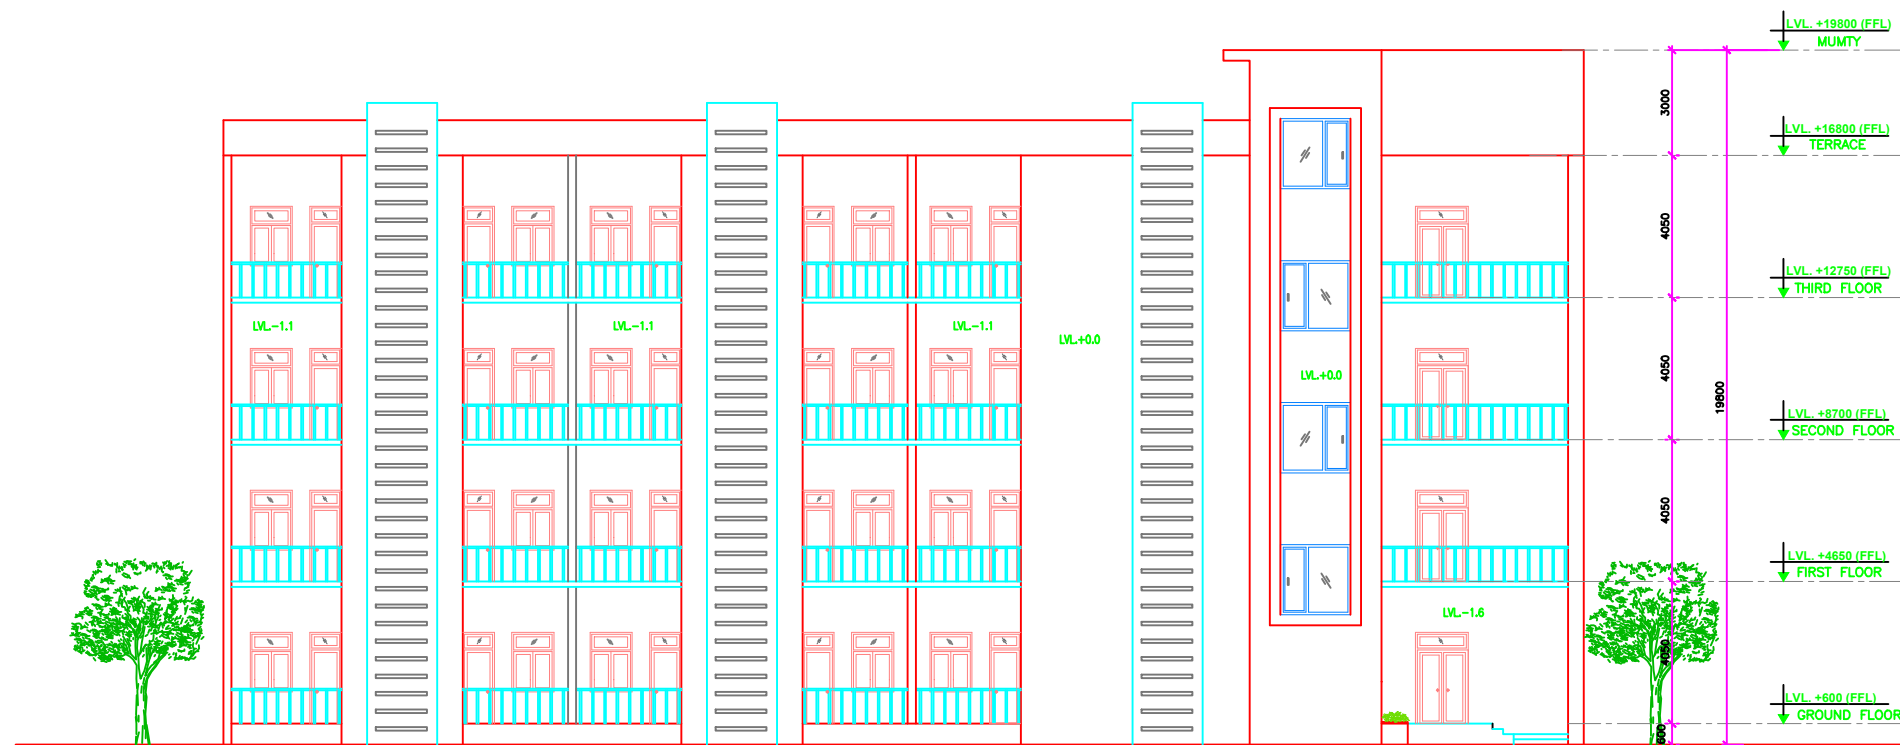 LVL. +19800 (FFL)
MUMTY
3000
LVL. +16800 (FFL)
TERRACE
4050
LVL. +12750 (FFL)
THIRD FLOOR
LVL.-1.1
LVL.-1.1
LVL.-1.1
LVL.+0.0
LVL.+0.0
4050
19800
LVL. +8700 (FFL)
SECOND FLOOR
4050
LVL. +4650 (FFL)
FIRST FLOOR
LVL.-1.6
4050
LVL. +600 (FFL)
GROUND FLOOR
600